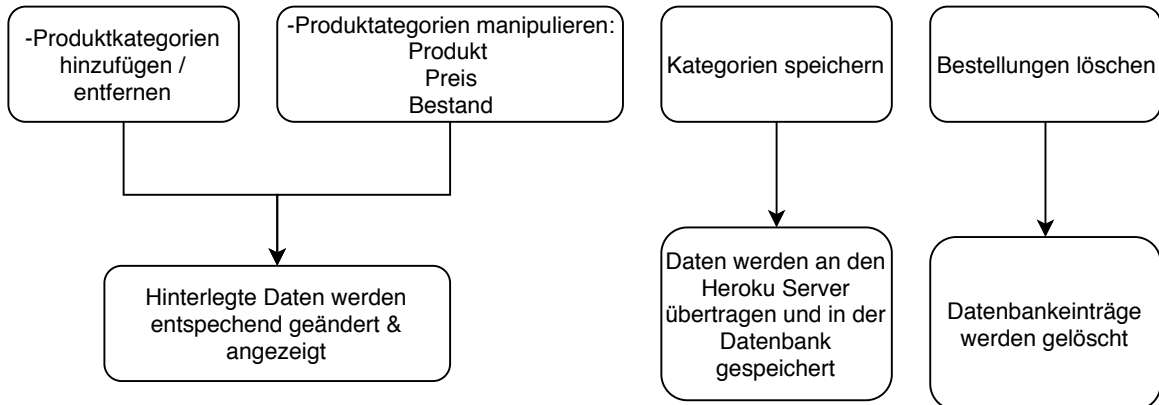 -Produktkategorien
hinzufügen /
entfernen
-Produktategorien manipulieren:
Produkt
Preis
Bestand
Kategorien speichern
Bestellungen löschen
Hinterlegte Daten werden
entspechend geändert &
angezeigt
Daten werden an den
Heroku Server
übertragen und in der
Datenbank
gespeichert
Datenbankeinträge
werden gelöscht